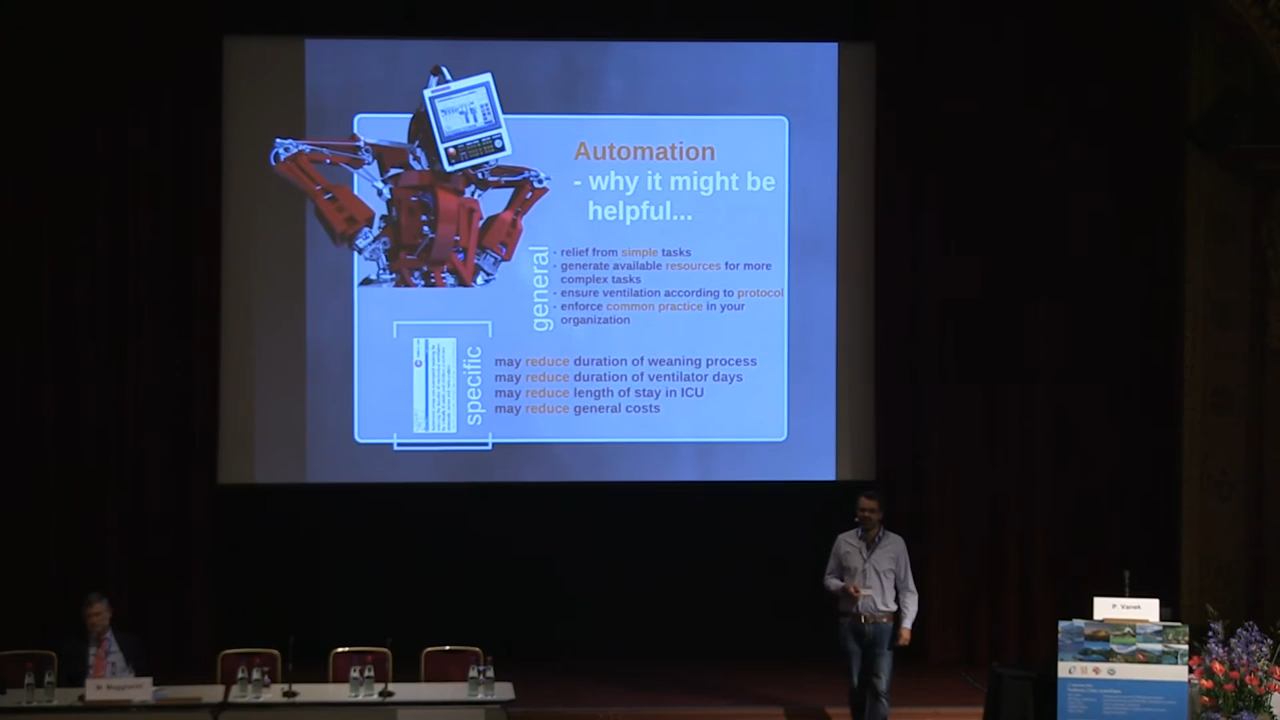 Automation
- why it might be
helpful...
general
- relief from simple tasks
- generate available resources for more
complex tasks
- ensure ventilation according to protocol
- enforce common practice in your
organization
specific
may reduce duration of weaning process
may reduce duration of ventilator days
may reduce length of stay in ICU
may reduce general costs
P. Vanek